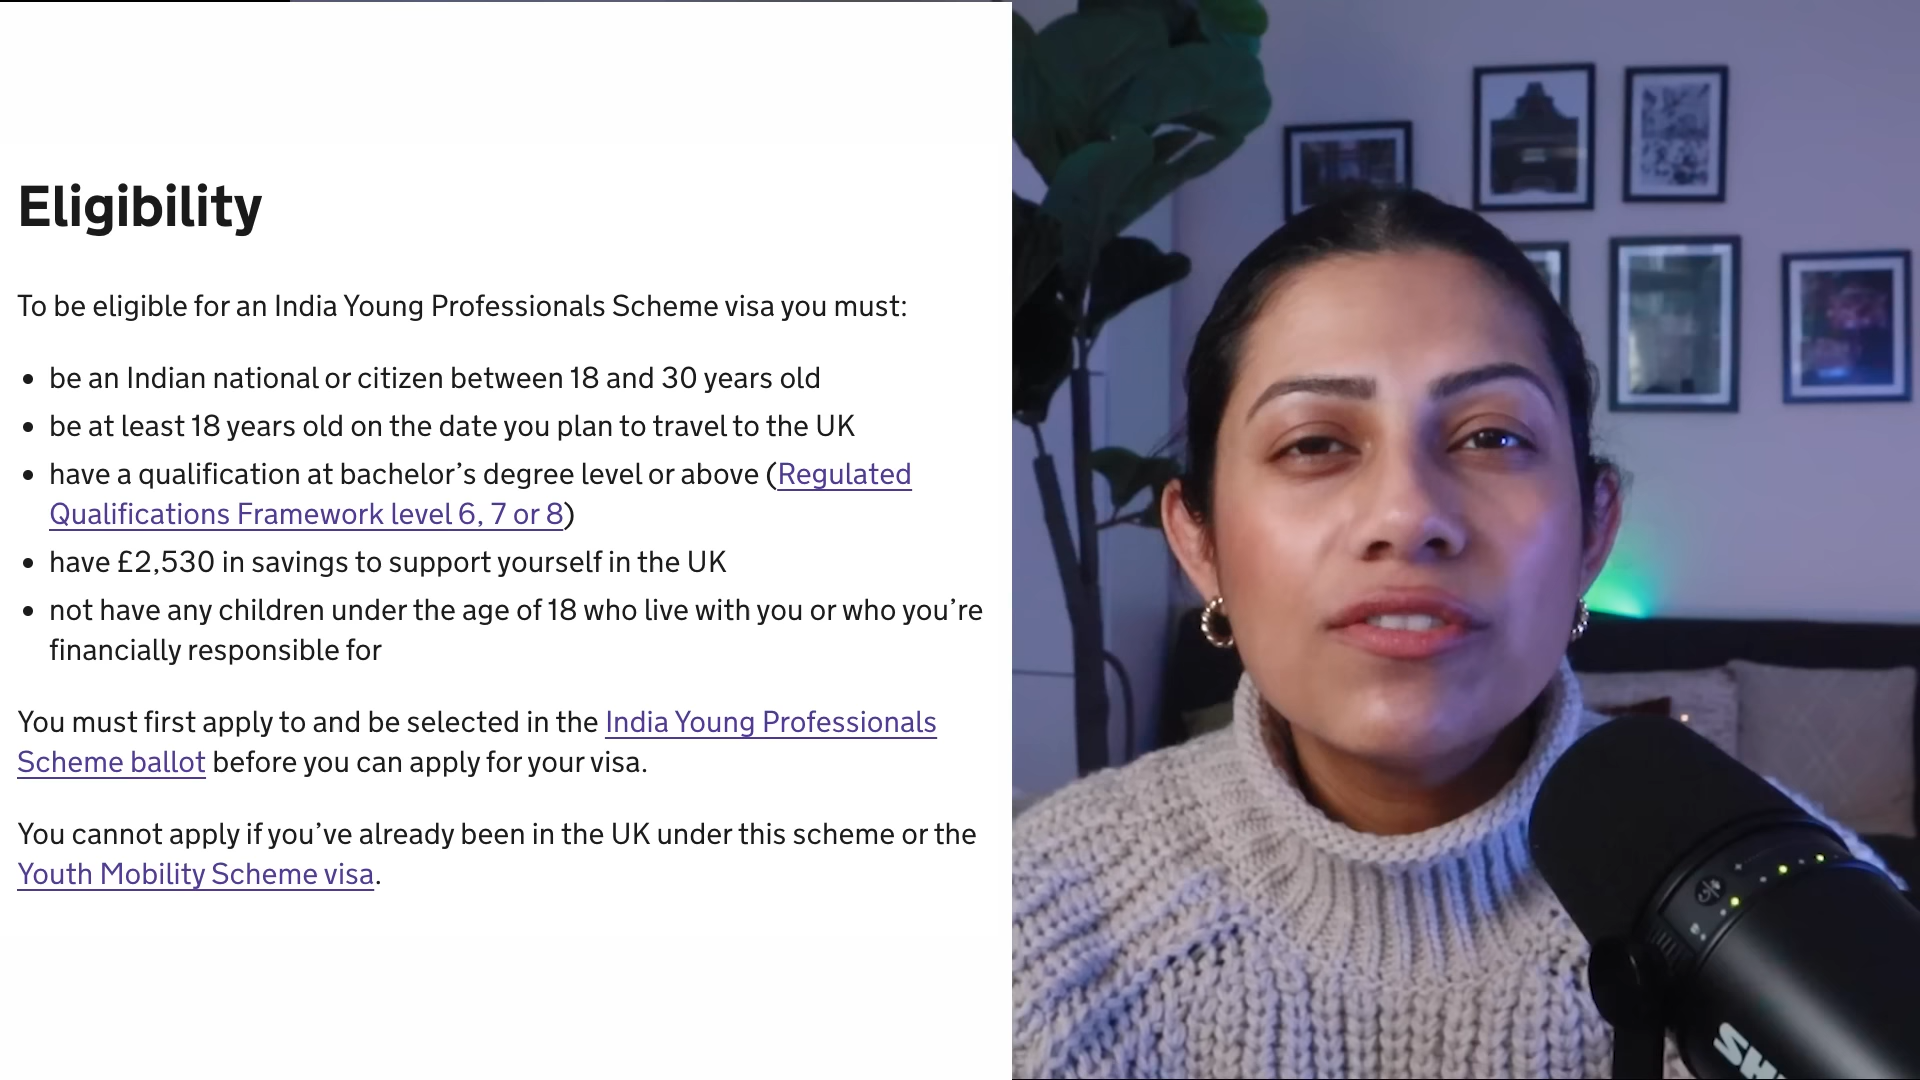 Eligibility
To be eligible for an India Young Professionals Scheme visa you must:
• be an Indian national or citizen between 18 and 30 years old
• be at least 18 years old on the date you plan to travel to the UK
• have a qualification at bachelor’s degree level or above (Regulated
Qualifications Framework level 6, 7 or 8)
• have £2,530 in savings to support yourself in the UK
• not have any children under the age of 18 who live with you or who you’re
financially responsible for
You must first apply to and be selected in the India Young Professionals
Scheme ballot before you can apply for your visa.
You cannot apply if you’ve already been in the UK under this scheme or the
Youth Mobility Scheme visa.